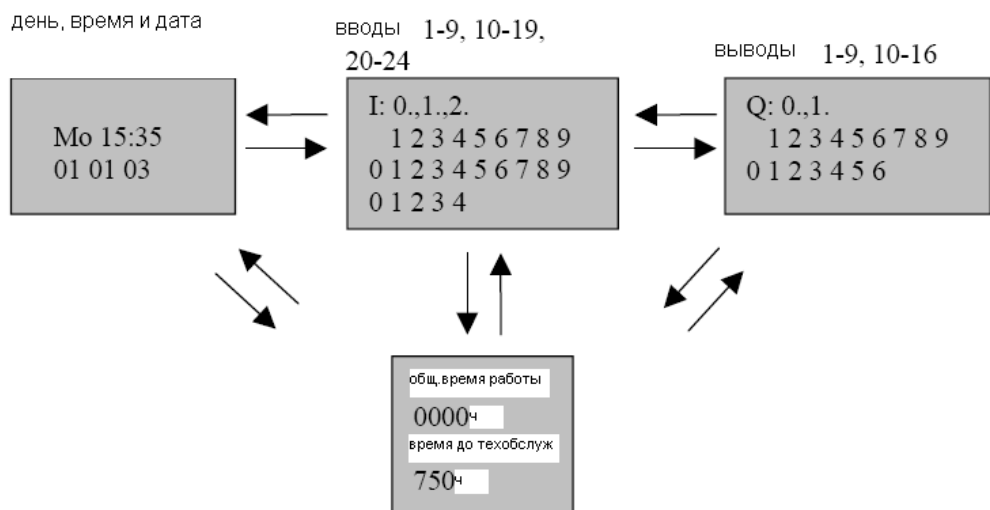 день, время и дата
вводы 1-9, 10-19,
20-24
выводы 1-9, 10-16
Mo 15:35
01 01 03
I: 0.,1.,2.
1 2 3 4 5 6 7 8 9
0 1 2 3 4 5 6 7 8 9
0 1 2 3 4
Q: 0.,1.
1 2 3 4 5 6 7 8 9
0 1 2 3 4 5 6
общ.время работы
0000ч
время до техобслуж
750ч